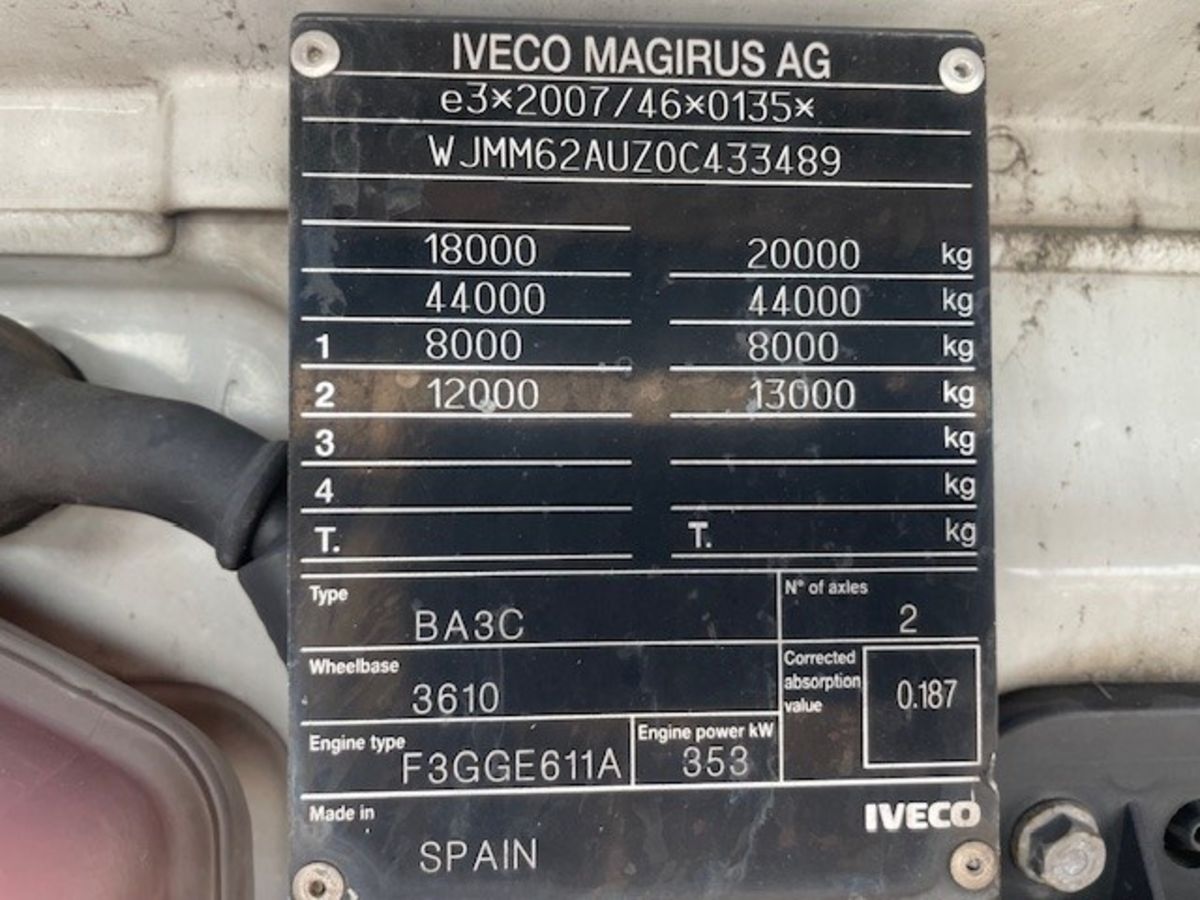 IVECO MAGIRUS AG
e3*2007/46*0135*
WJMM62AUZ0C433489
18000 20000 kg
44000 44000 kg
1 8000 8000 kg
2 12000 13000 kg
3 kg
4 kg
T. T. kg
Type BA3C N° of axles 2
Wheelbase 3610 Corrected absorption value 0.187
Engine type F3GGE611A Engine power kW 353
Made in SPAIN IVECO